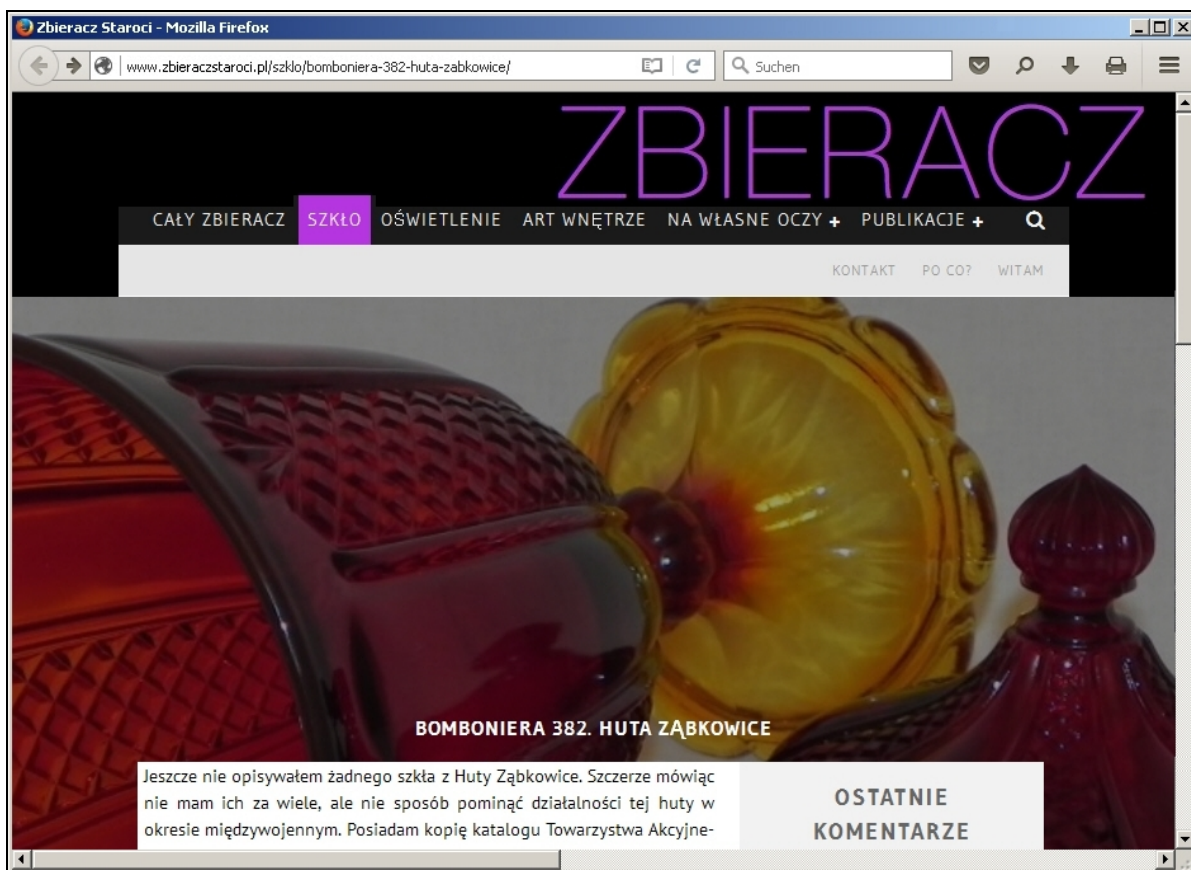 Zbieracz Staroci - Mozilla Firefox
www.zbieraczstaroci.pl/szklo/bomboniera-382-huta-zabkowice/
Suchen
ZBIERACZ
CAŁY ZBIERACZ SZKŁO OŚWIETLENIE ART WNĘTRZE NA WŁASNE OCZY + PUBLIKACJE +
KONTAKT PO CO? WITAM
BOMBONIERA 382. HUTA ZĄBKOWICE
Jeszcze nie opisywałem żadnego szkła z Huty Ząbkowice. Szczerze mówiąc
nie mam ich za wiele, ale nie sposób pominąć działalności tej huty w
okresie międzywojennym. Posiadam kopię katalogu Towarzystwa Akcyjne-
OSTATNIE
KOMENTARZE